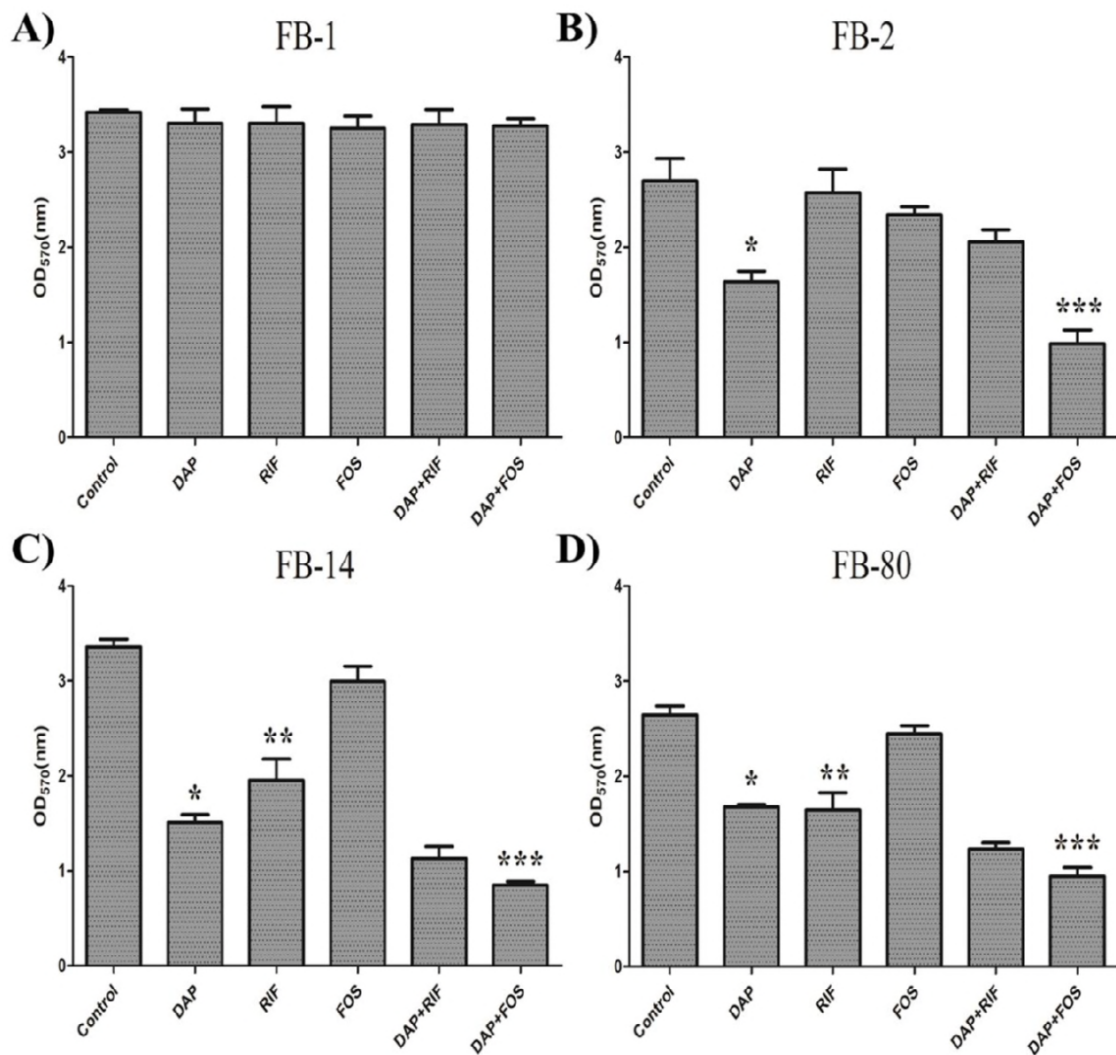 A)
FB-1
OD570(nm)
4
3
2
1
0
Control
DAP
RIF
FOS
DAP+RIF
DAP+FOS
B)
FB-2
OD570(nm)
4
3
2
1
0
*
***
Control
DAP
RIF
FOS
DAP+RIF
DAP+FOS
C)
FB-14
OD570(nm)
4
3
2
1
0
*
**
***
Control
DAP
RIF
FOS
DAP+RIF
DAP+FOS
D)
FB-80
OD570(nm)
4
3
2
1
0
*
**
***
Control
DAP
RIF
FOS
DAP+RIF
DAP+FOS